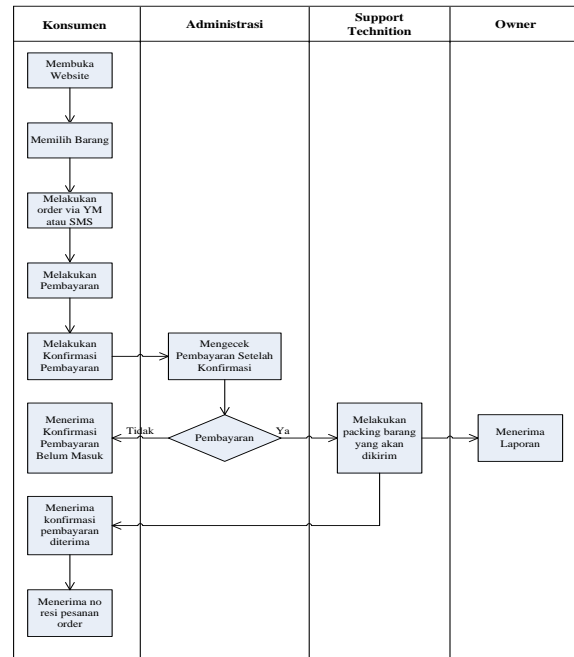 Konsumen
Administrasi
Support
Technition
Owner
Membuka
Website
Memilih Barang
Melakukan
order via YM
atau SMS
Melakukan
Pembayaran
Melakukan
Konfirmasi
Pembayaran
Mengecek
Pembayaran Setelah
Konfirmasi
Menerima
Konfirmasi
Pembayaran
Belum Masuk
Tidak
Pembayaran
Ya
Melakukan
packing barang
yang akan
dikirim
Menerima
Laporan
Menerima
konfirmasi
pembayaran
diterima
Menerima no
resi pesanan
order